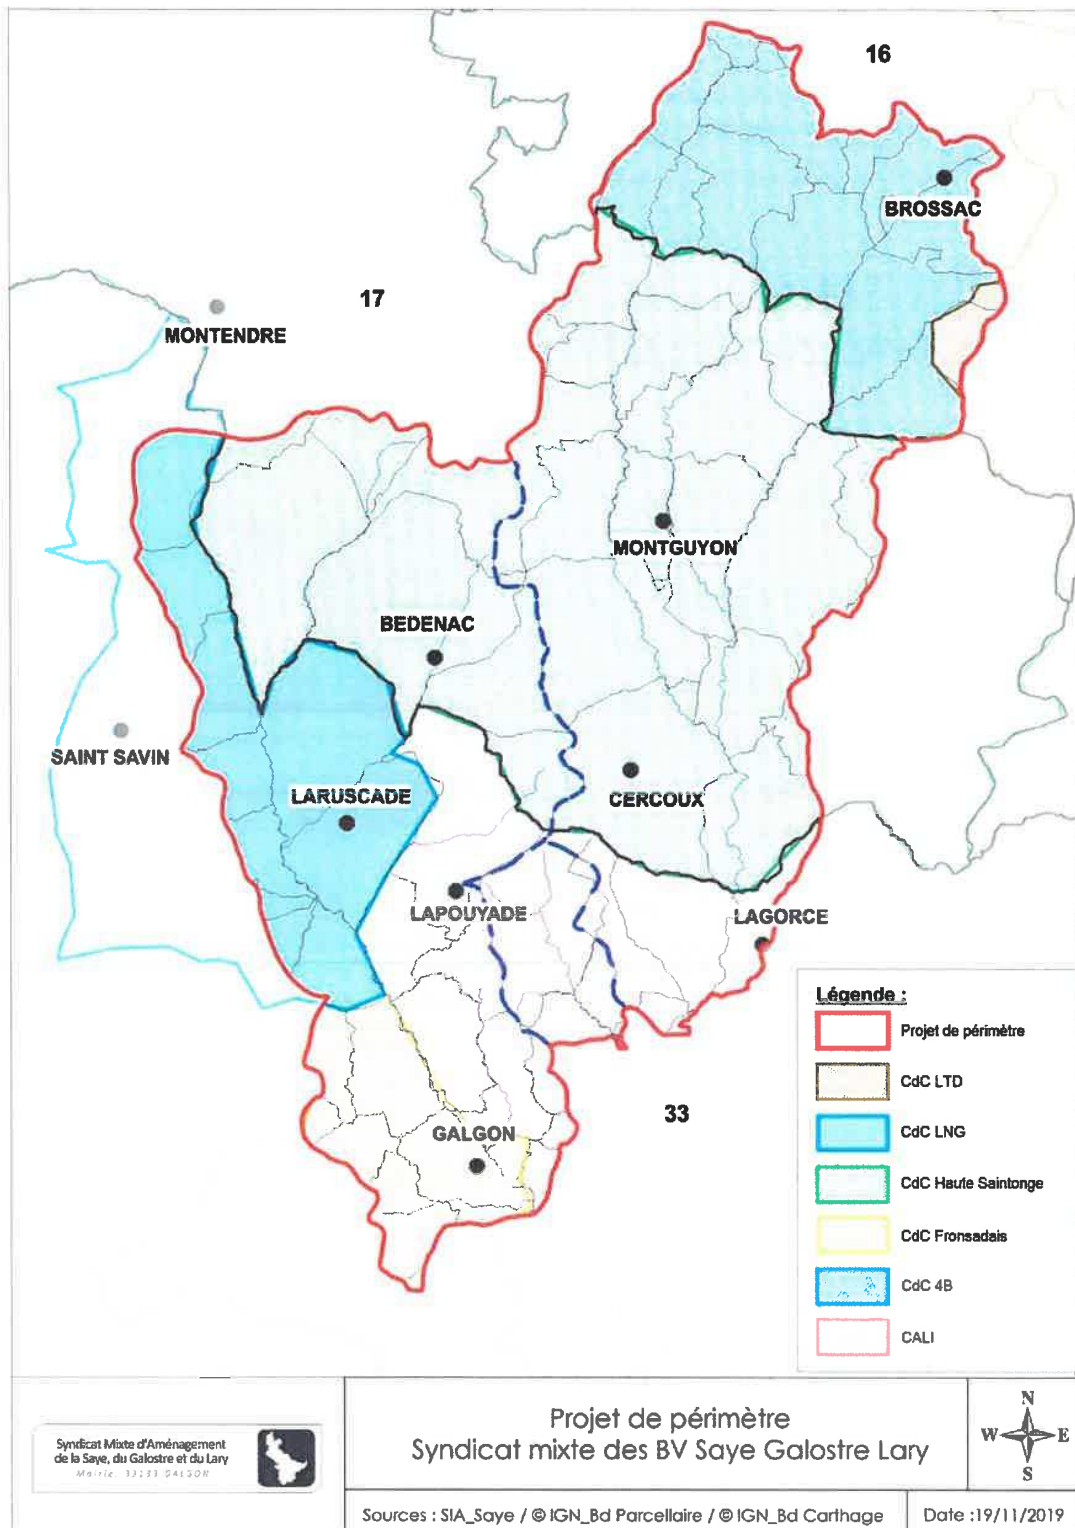 16
BROSSAC
17
MONTENDRE
MONTGUYON
BEDENAC
SAINT SAVIN
LARUSCADE
CERCOUX
LAPOUYADE
LAGORCE
33
GALGON
Légende :
Projet de périmètre
CdC LTD
CdC LNG
CdC Haute Saintonge
CdC Fronsadais
CdC 4B
CALI
Syndicat Mixte d'Aménagement
de la Saye, du Galostre et du Lary
Mairie, 33133 GALGON
Projet de périmètre
Syndicat mixte des BV Saye Galostre Lary
N
W E
S
Sources : SIA_Saye / © IGN_Bd Parcellaire / © IGN_Bd Carthage
Date :19/11/2019